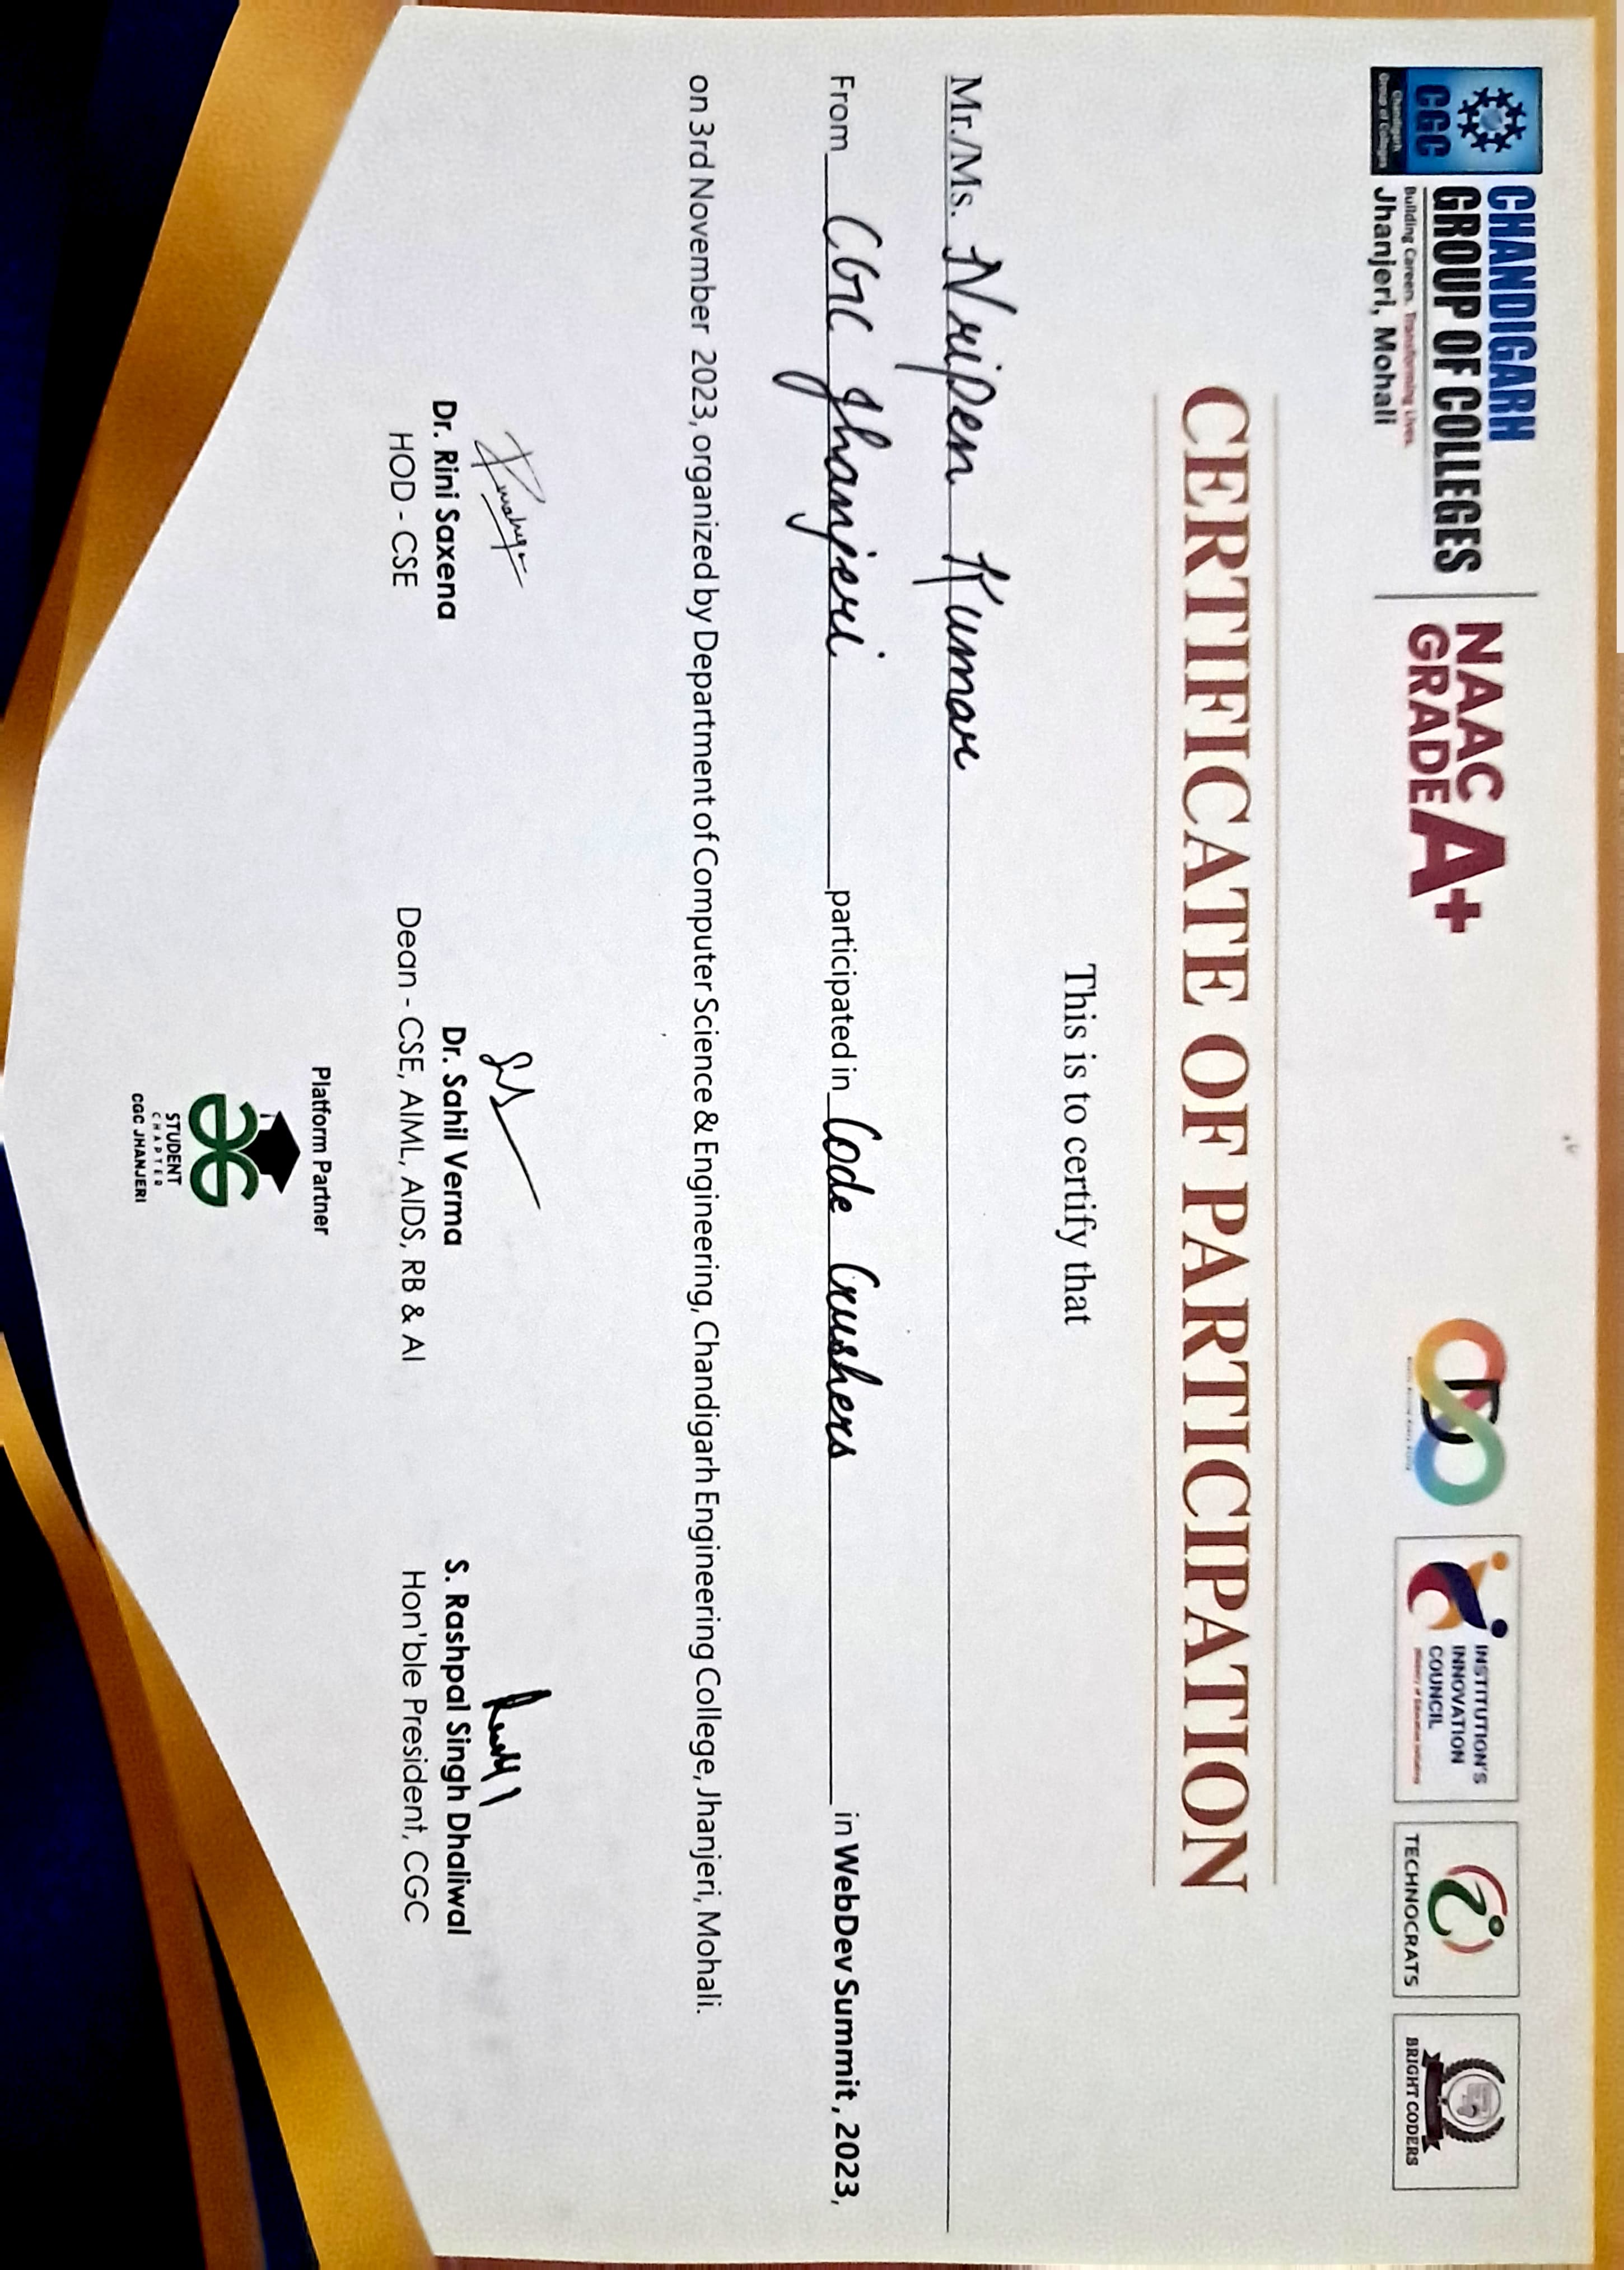 CHANDIGARH
GROUP OF COLLEGES
CGC
Chandigarh
Group of Colleges
Building Careers. Transforming Lives.
Jhanjeri, Mohali
NAAC
GRADE A+
INSTITUTION'S
INNOVATION
COUNCIL
(Ministry of Education Initiative)
TECHNOCRATS
BRIGHT CODERS
CERTIFICATE OF PARTICIPATION
This is to certify that
Mr./Ms. Nripen Kumar
From CGC Jhanjeri participated in Code Crushers in WebDev Summit, 2023,
on 3rd November 2023, organized by Department of Computer Science & Engineering, Chandigarh Engineering College, Jhanjeri, Mohali.
Dr. Rini Saxena
HOD - CSE
Dr. Sahil Verma
Dean - CSE, AIML, AIDS, RB & AI
S. Rashpal Singh Dhaliwal
Hon'ble President, CGC
Platform Partner
STUDENT
CHAPTER
CGC JHANJERI